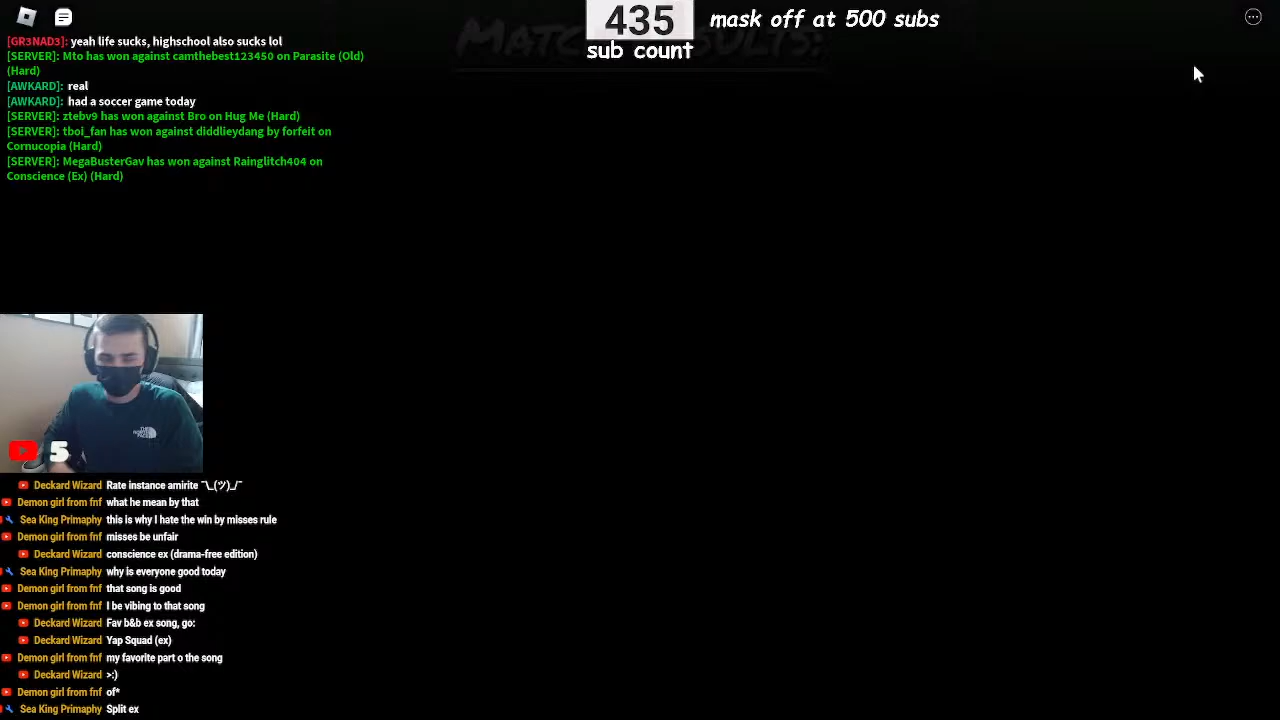 435
mask off at 500 subs
sub count
MATCH RESULTS:
[GR3NAD3]: yeah life sucks, highschool also sucks lol
[SERVER]: Mto has won against camthebest123450 on Parasite (Old)
(Hard)
[AWKARD]: real
[AWKARD]: had a soccer game today
[SERVER]: ztebv9 has won against Bro on Hug Me (Hard)
[SERVER]: tboi_fan has won against diddlieydang by forfeit on
Cornucopia (Hard)
[SERVER]: MegaBusterGav has won against Rainglitch404 on
Conscience (Ex) (Hard)
THE NORTH FACE
5
Deckard Wizard Rate instance amirite ¯\_(ツ)_/¯
Demon girl from fnf what he mean by that
Sea King Primaphy this is why I hate the win by misses rule
Demon girl from fnf misses be unfair
Deckard Wizard conscience ex (drama-free edition)
Sea King Primaphy why is everyone good today
Demon girl from fnf that song is good
Demon girl from fnf I be vibing to that song
Deckard Wizard Fav b&b ex song, go:
Deckard Wizard Yap Squad (ex)
Demon girl from fnf my favorite part o the song
Deckard Wizard >:)
Demon girl from fnf of*
Sea King Primaphy Split ex